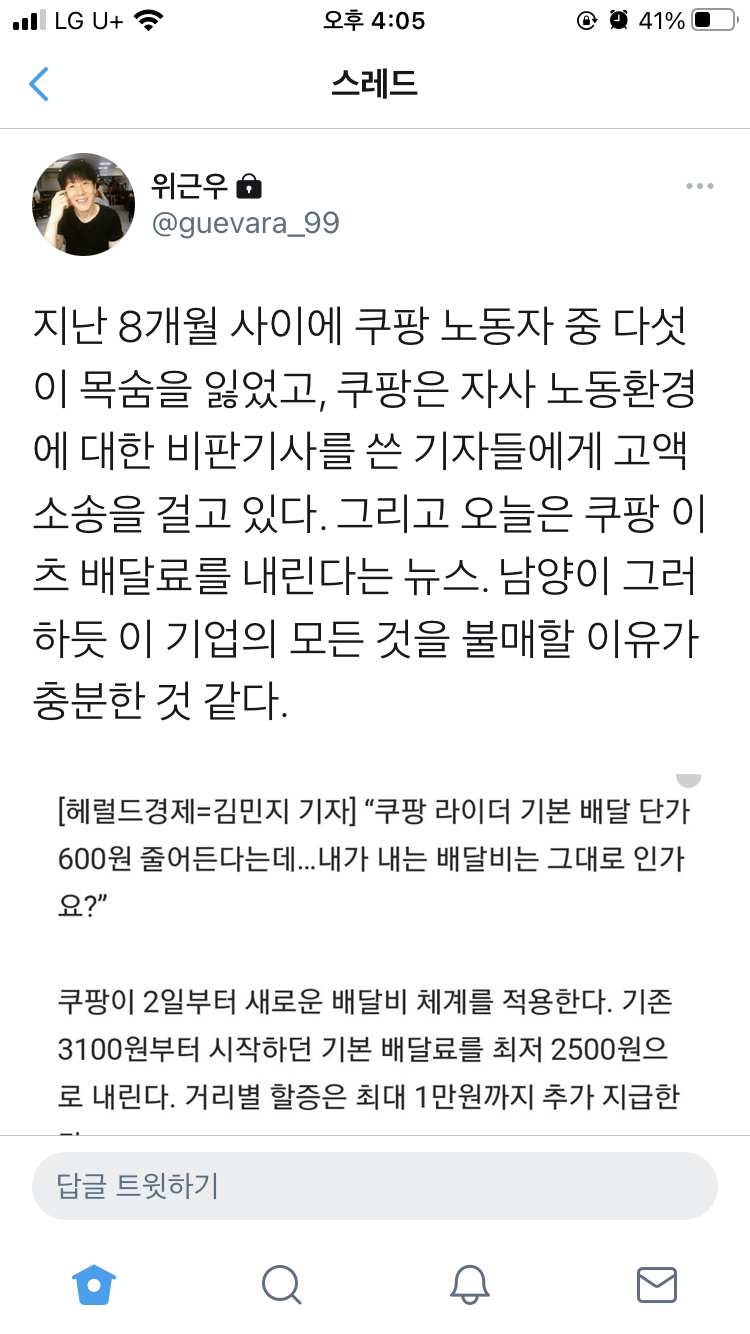 LG U+ 오후 4:05 41%
스레드
위근우
@guevara_99
지난 8개월 사이에 쿠팡 노동자 중 다섯
이 목숨을 잃었고, 쿠팡은 자사 노동환경
에 대한 비판기사를 쓴 기자들에게 고액
소송을 걸고 있다. 그리고 오늘은 쿠팡 이
츠 배달료를 내린다는 뉴스. 남양이 그러
하듯 이 기업의 모든 것을 불매할 이유가
충분한 것 같다.
[헤럴드경제=김민지 기자] “쿠팡 라이더 기본 배달 단가
600원 줄어든다는데...내가 내는 배달비는 그대로 인가
요?”
쿠팡이 2일부터 새로운 배달비 체계를 적용한다. 기존
3100원부터 시작하던 기본 배달료를 최저 2500원으
로 내린다. 거리별 할증은 최대 1만원까지 추가 지급한
답글 트윗하기